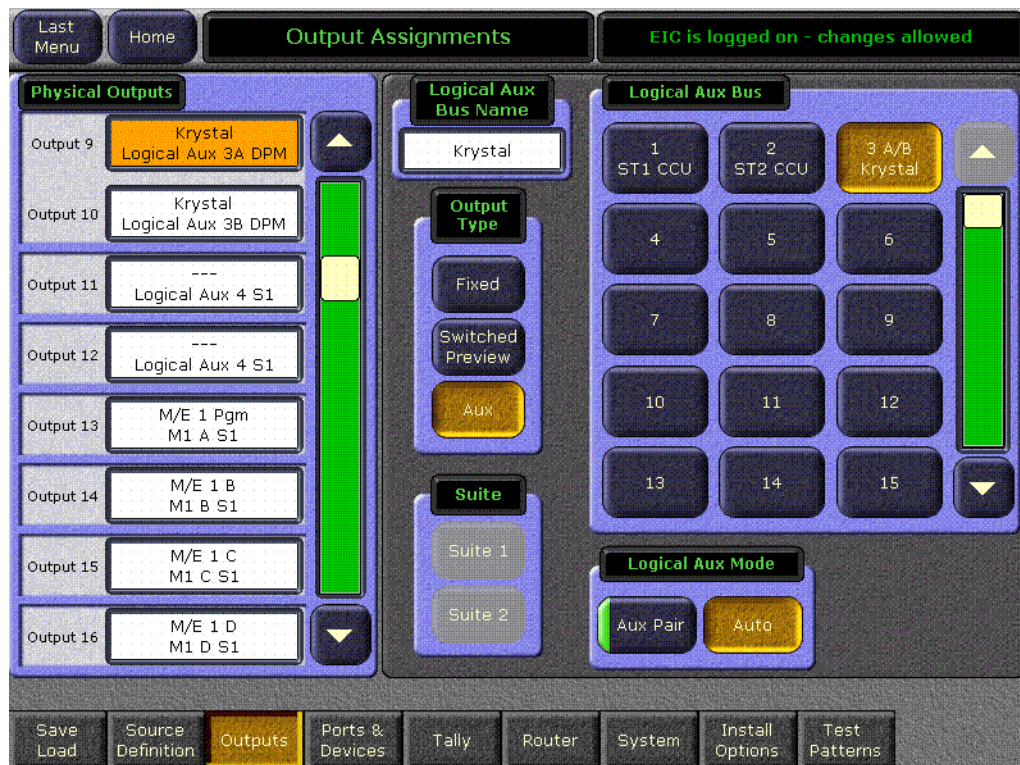 Last
Menu
Home
Output Assignments
EIC is logged on - changes allowed
Physical Outputs
Output 9
Krystal
Logical Aux 3A DPM
Output 10
Krystal
Logical Aux 3B DPM
Output 11
---
Logical Aux 4 S1
Output 12
---
Logical Aux 4 S1
Output 13
M/E 1 Pgm
M1 A S1
Output 14
M/E 1 B
M1 B S1
Output 15
M/E 1 C
M1 C S1
Output 16
M/E 1 D
M1 D S1
Logical Aux
Bus Name
Krystal
Output
Type
Fixed
Switched
Preview
Aux
Suite
Suite 1
Suite 2
Logical Aux Bus
1
ST1 CCU
2
ST2 CCU
3 A/B
Krystal
4
5
6
7
8
9
10
11
12
13
14
15
Logical Aux Mode
Aux Pair
Auto
Save
Load
Source
Definition
Outputs
Ports &
Devices
Tally
Router
System
Install
Options
Test
Patterns